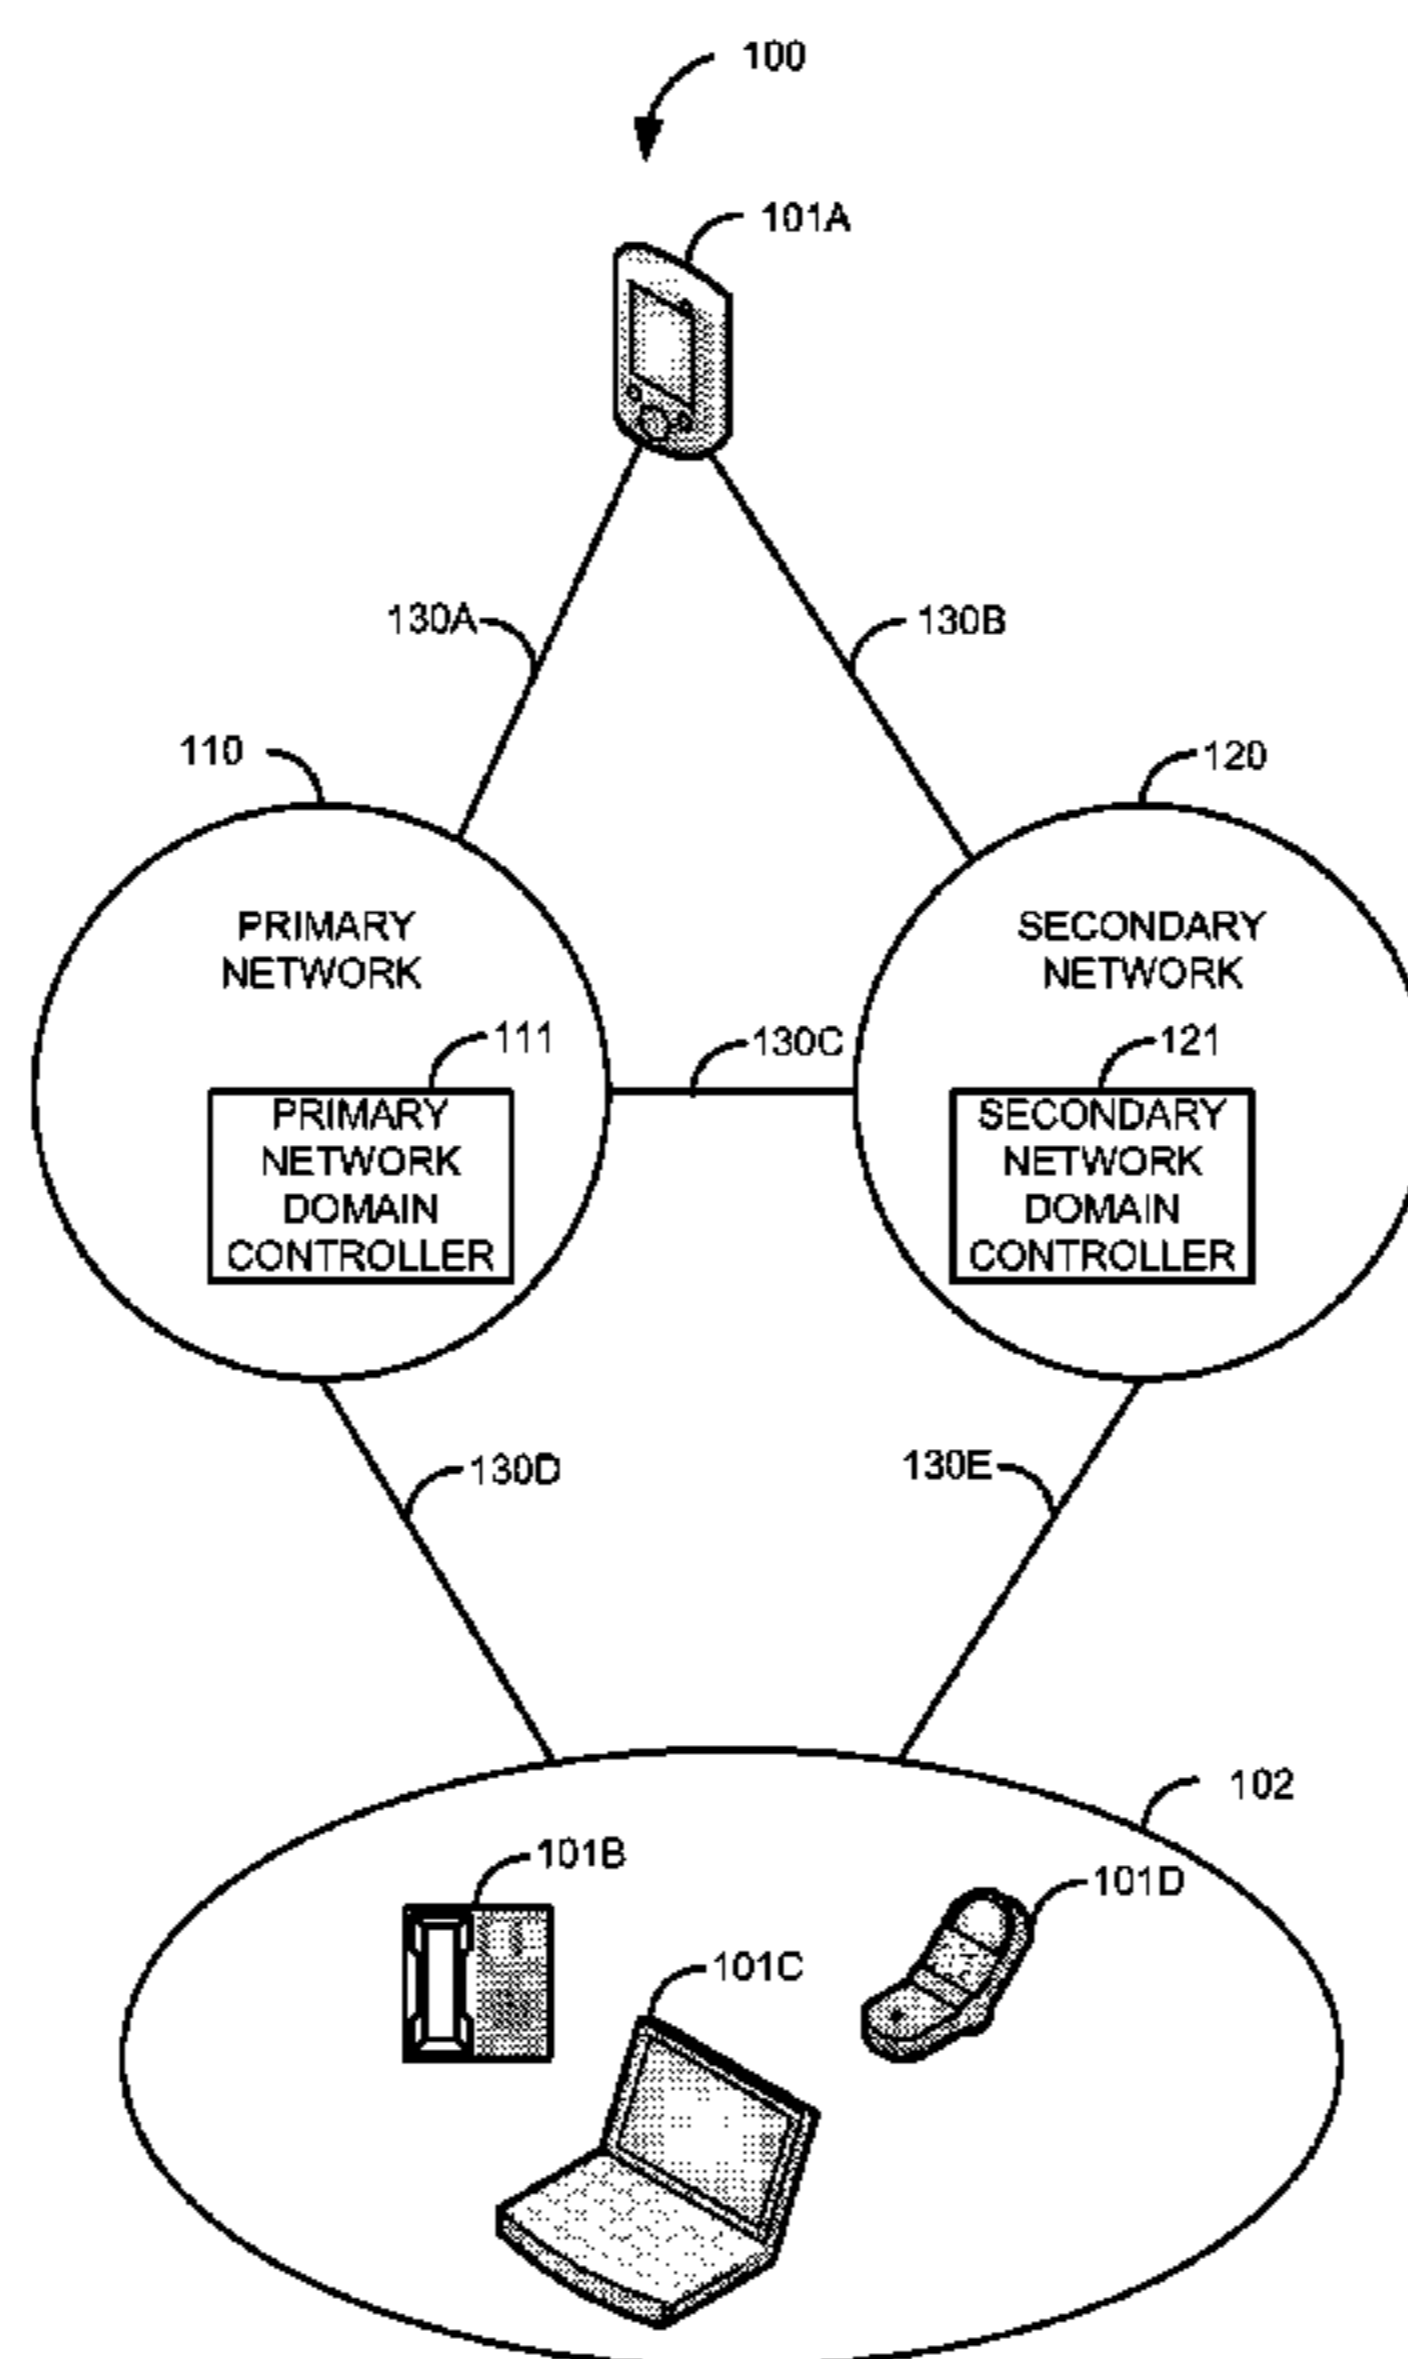 100
101A
130A
130B
110
120
PRIMARY
NETWORK
SECONDARY
NETWORK
111
130C
121
PRIMARY
NETWORK
DOMAIN
CONTROLLER
SECONDARY
NETWORK
DOMAIN
CONTROLLER
130D
130E
102
101B
101D
101C